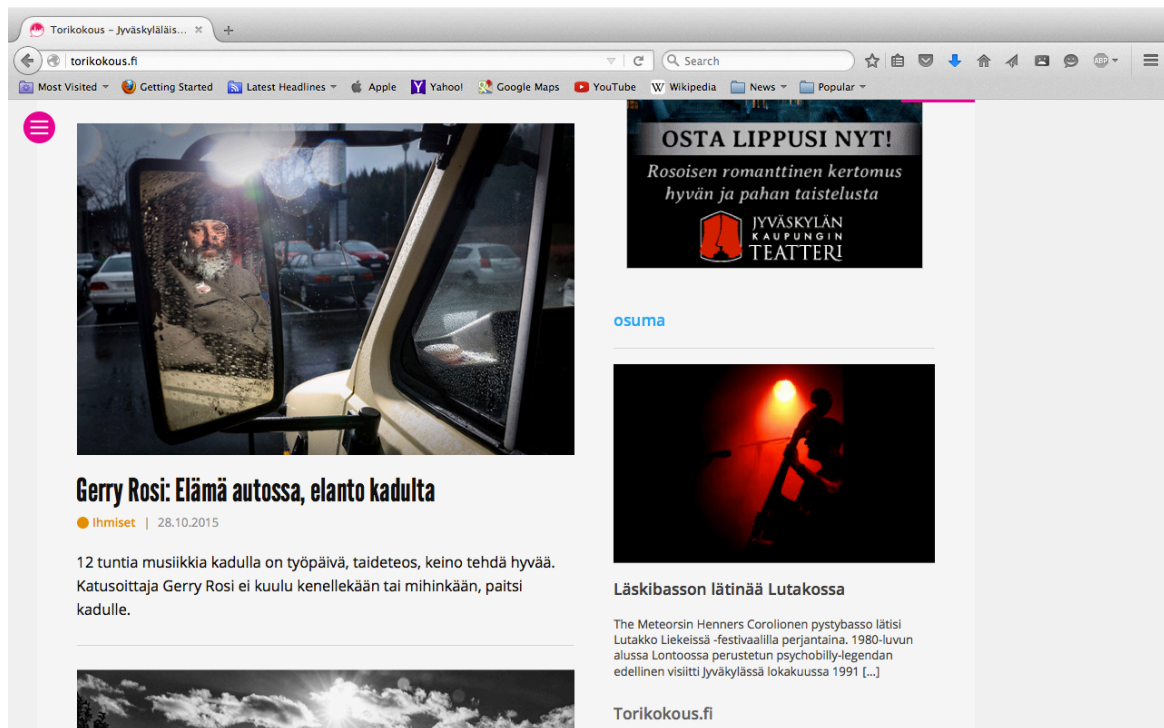 Torikokous – Jyväskyläläis...
torikokous.fi
Search
ABP
Most Visited
Getting Started
Latest Headlines
Apple
Yahoo!
Google Maps
YouTube
W Wikipedia
News
Popular
Gerry Rosi: Elämä autossa, elanto kadulta
Ihmiset | 28.10.2015
12 tuntia musiikkia kadulla on työpäivä, taideteos, keino tehdä hyvää.
Katusoittaja Gerry Rosi ei kuulu kenellekään tai mihinkään, paitsi
kadulle.
OSTA LIPPUSI NYT!
Rosoisen romanttinen kertomus
hyvän ja pahan taistelusta
JYVÄSKYLÄN
KAUPUNGIN
TEATTERI
osuma
Läskibasson lätinää Lutakossa
The Meteorsin Henners Corolionen pystybasso lätisi
Lutakko Liekeissä -festivaalilla perjantaina. 1980-luvun
alussa Lontoossa perustetun psychobilly-legendan
edellinen visiitti Jyväkylässä lokakuussa 1991 [...]
Torikokous.fi